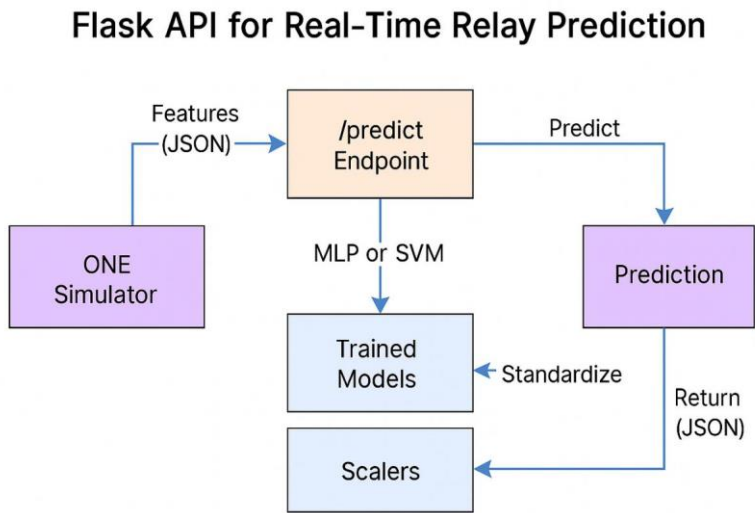 Flask API for Real-Time Relay Prediction
Features
(JSON)
/predict
Endpoint
Predict
ONE
Simulator
MLP or SVM
Prediction
Trained
Models
Standardize
Return
(JSON)
Scalers